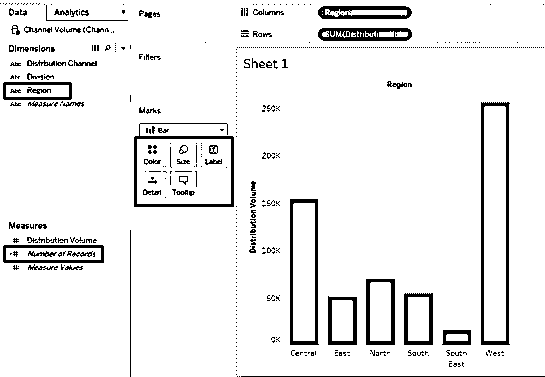 Data
Analytics
Channel Volume (Chann...
Dimensions
Abc Distribution Channel
Abc Division
Abc Region
Abc Measure Names
Measures
# Distribution Volume
=# Number of Records
# Measure Values
Pages
Filters
Marks
Bar
Color Size Label
Detail Tooltip
Columns Region
Rows SUM(Distribution
Sheet 1
Region
Distribution Volume
250K
200K
150K
100K
50K
0K
Central East North South South East West